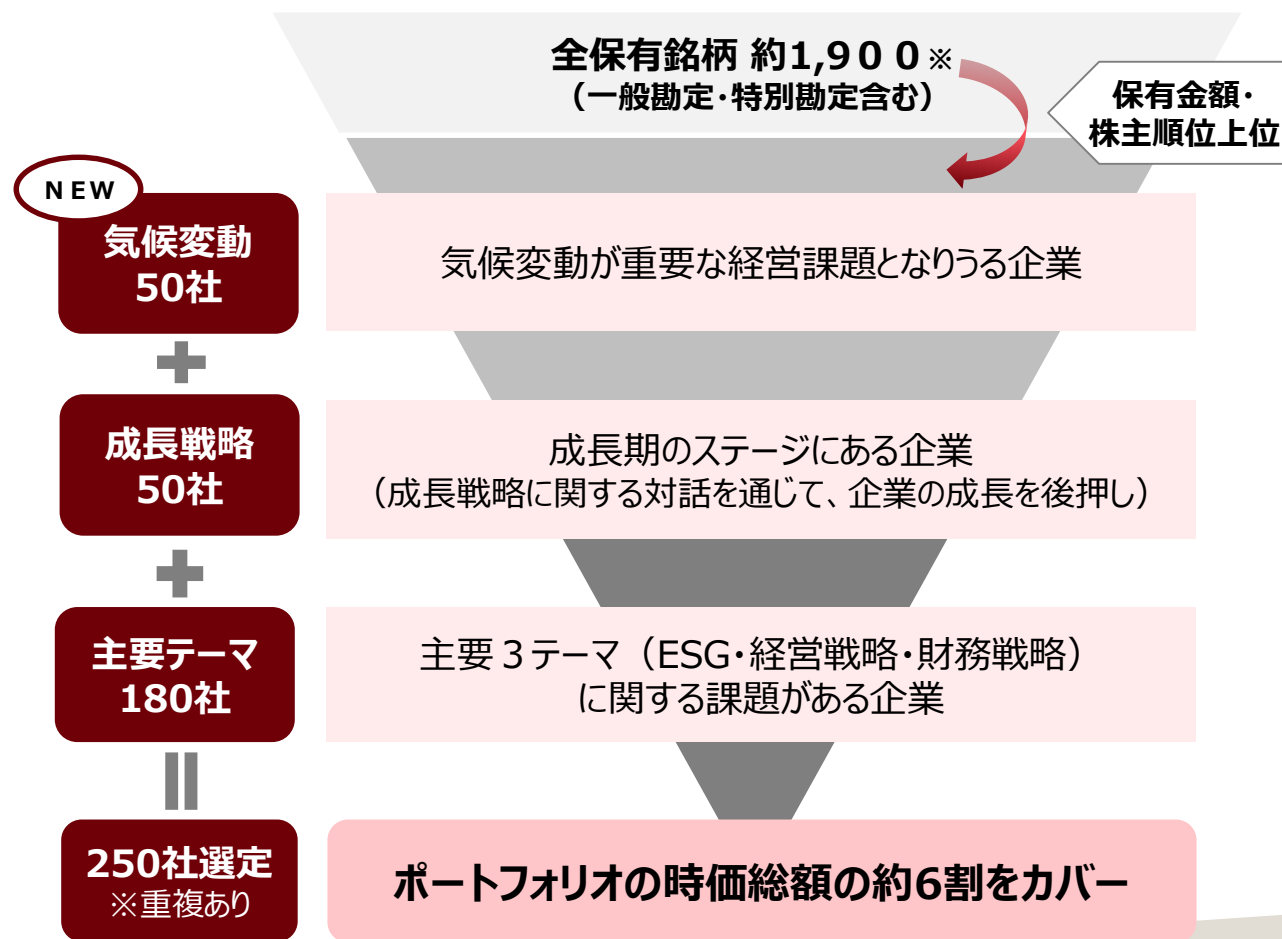 全保有銘柄 約1,900※
（一般勘定・特別勘定含む）
保有金額・
株主順位上位
NEW
気候変動
50社
気候変動が重要な経営課題となりうる企業
成長戦略
50社
成長期のステージにある企業
（成長戦略に関する対話を通じて、企業の成長を後押し）
主要テーマ
180社
主要３テーマ（ESG・経営戦略・財務戦略）
に関する課題がある企業
250社選定
※重複あり
ポートフォリオの時価総額の約6割をカバー